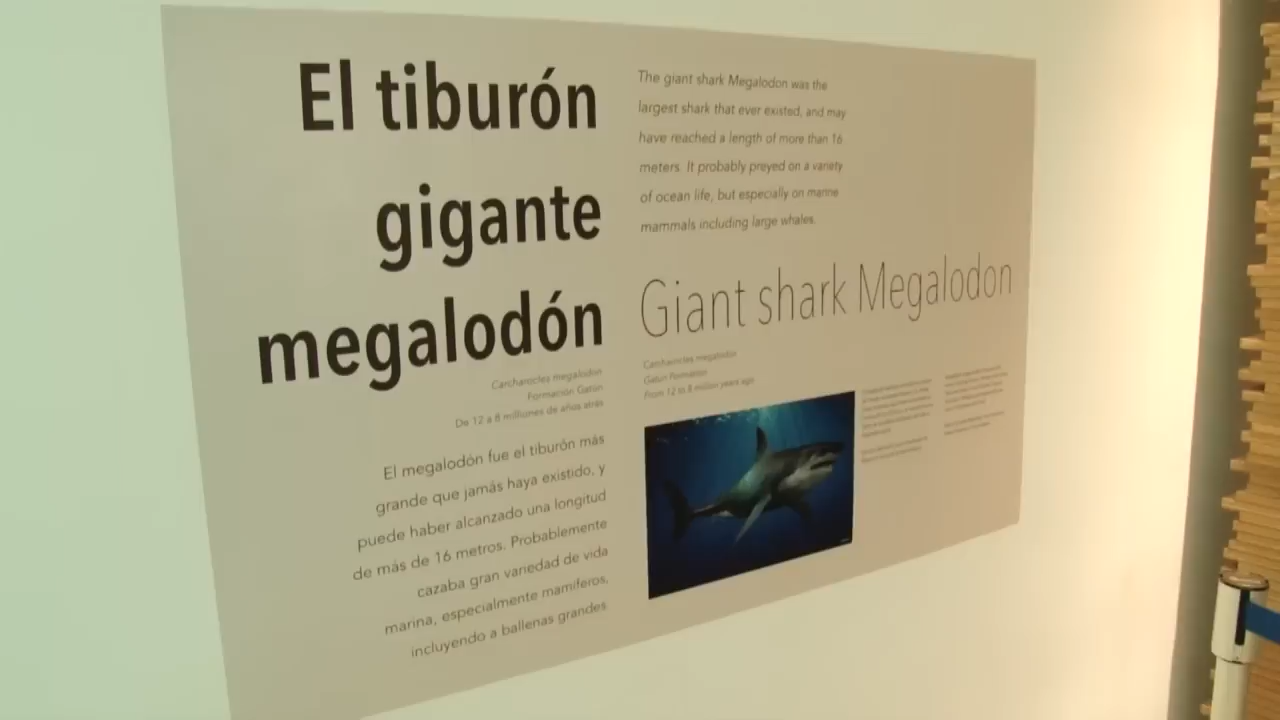 El tiburón
gigante
megalodón
Carcharocles megalodon
Formación Gatún
De 12 a 8 milliones de años atrás
El megalodón fue el tiburón más
grande que jamás haya existido, y
puede haber alcanzado una longitud
de más de 16 metros. Probablemente
cazaba gran variedad de vida
marina, especialmente mamíferos,
incluyendo a ballenas grandes
The giant shark Megalodon was the
largest shark that ever existed, and may
have reached a length of more than 16
meters. It probably preyed on a variety
of ocean life, but especially on marine
mammals including large whales.
Giant shark Megalodon
Carcharocles megalodon
Gatun Formation
From 12 to 8 million years ago